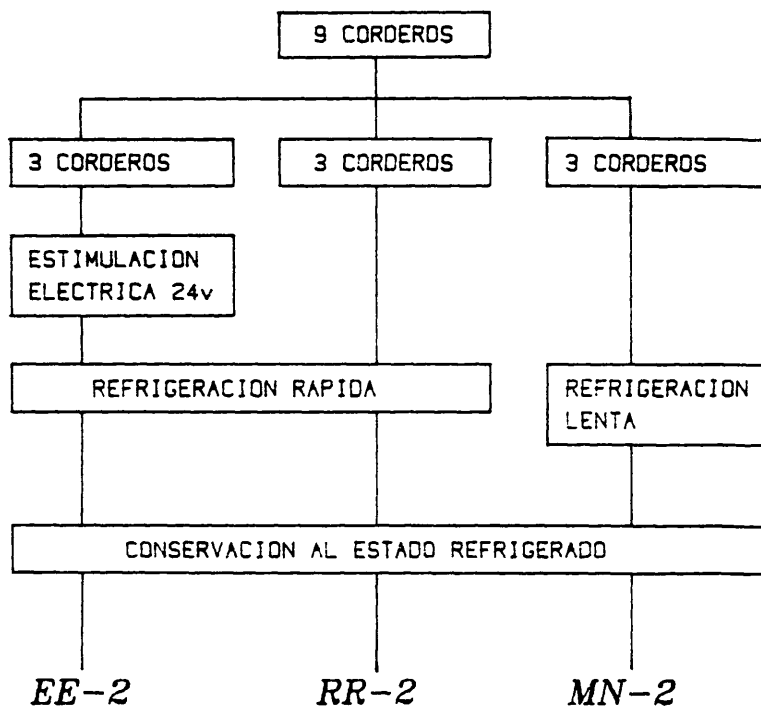 9 CORDEROS
3 CORDEROS
3 CORDEROS
3 CORDEROS
ESTIMULACION
ELECTRICA 24v
REFRIGERACION RAPIDA
REFRIGERACION
LENTA
CONSERVACION AL ESTADO REFRIGERADO
EE-2
RR-2
MN-2